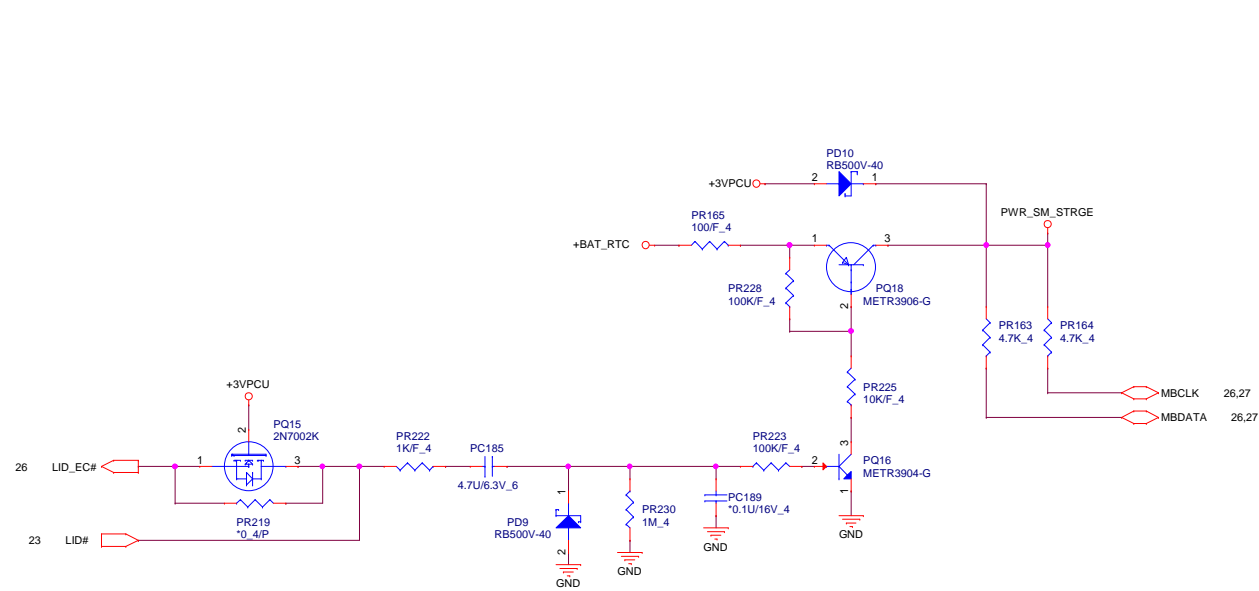 PD10
RB500V-40
+3VPCU
2
1
PWR_SM_STRGE
PR165
100/F_4
+BAT_RTC
1
3
PR228
100K/F_4
PQ18
METR3906-G
2
PR163
4.7K_4
PR164
4.7K_4
+3VPCU
PR225
10K/F_4
MBCLK 26,27
MBDATA 26,27
2
PQ15
2N7002K
PR222
1K/F_4
PC185
4.7U/6.3V_6
PR223
100K/F_4
3
PQ16
METR3904-G
26 LID_EC#
1
3
2
1
PR219
*0_4/P
23 LID#
1
PD9
RB500V-40
2
PR230
1M_4
PC189
*0.1U/16V_4
GND
GND
GND
GND